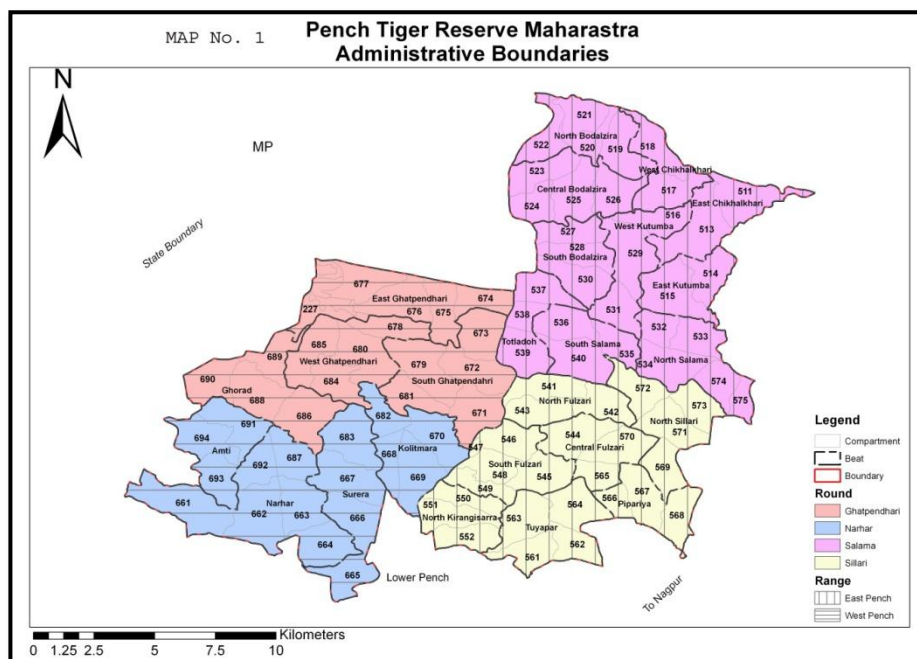 MAP No. 1
Pench Tiger Reserve Maharastra
Administrative Boundaries
N
MP
State Boundary
521
North Bodalzira
522
520
519
518
523
West Chikhalkhari
517
511
Central Bodalzira
525
526
East Chikhalkhari
524
516
527
West Kutumba
513
528
South Bodalzira
529
514
530
East Kutumba
515
677
537
East Ghatpendhari
674
227
676
675
538
536
531
678
673
532
533
685
680
Totladoh
South Salama
689
West Ghatpendhari
679
672
539
540
535
534
North Salama
690
684
South Ghatpendahri
541
572
574
Ghorad
681
North Fulzari
575
688
686
682
671
543
542
573
691
North Sillari
694
683
Kolitmara
670
547
546
544
570
571
Amti
687
668
Central Fulzari
692
South Fulzari
569
693
667
669
548
545
565
567
661
Narhar
Surera
549
566
Pipariya
662
663
666
551
550
563
564
568
North Kirangisarra
Tuyapar
664
552
562
561
665
Lower Pench
To Nagpur
Legend
Compartment
Beat
Boundary
Round
Ghatpendhari
Narhar
Salama
Sillari
Range
East Pench
West Pench
Kilometers
0 1.25 2.5 5 7.5 10